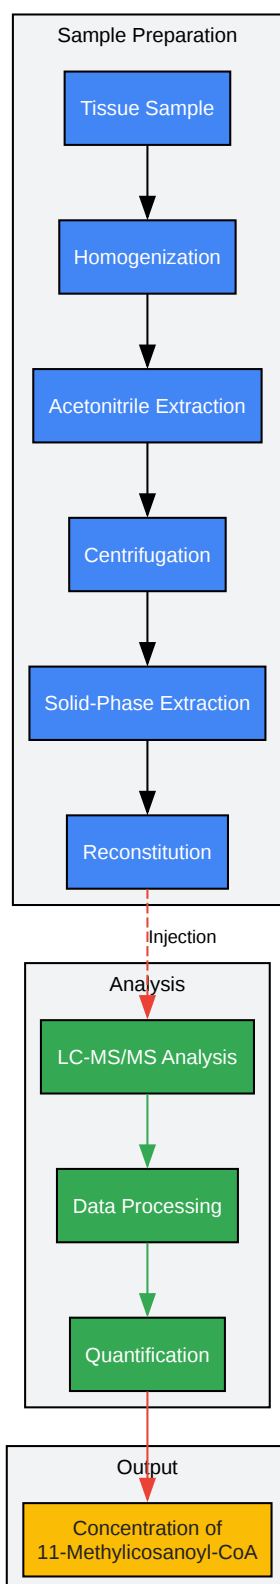 Sample Preparation
Tissue Sample
Homogenization
Acetonitrile Extraction
Centrifugation
Solid-Phase Extraction
Reconstitution
Injection
Analysis
LC-MS/MS Analysis
Data Processing
Quantification
Output
Concentration of
11-Methylicosanoyl-CoA